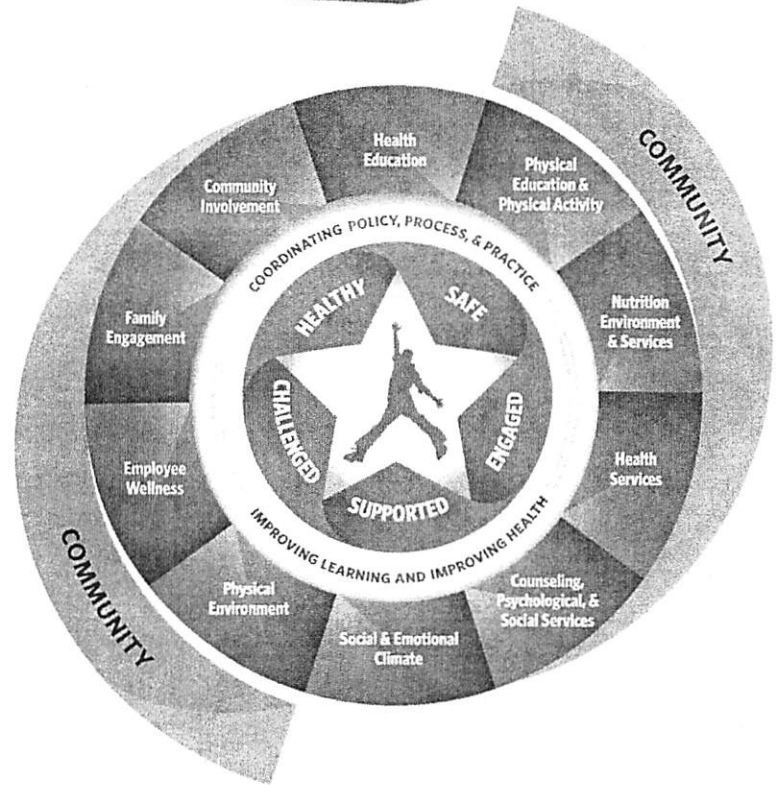 COMMUNITY
Health
Education
Physical
Education &
Physical Activity
Nutrition
Environment
& Services
Health
Services
Counseling,
Psychological, &
Social Services
Social & Emotional
Climate
Physical
Environment
Employee
Wellness
Family
Engagement
Community
Involvement
COORDINATING POLICY, PROCESS, & PRACTICE
IMPROVING LEARNING AND IMPROVING HEALTH
HEALTHY
SAFE
ENGAGED
SUPPORTED
CHALLENGED
COMMUNITY